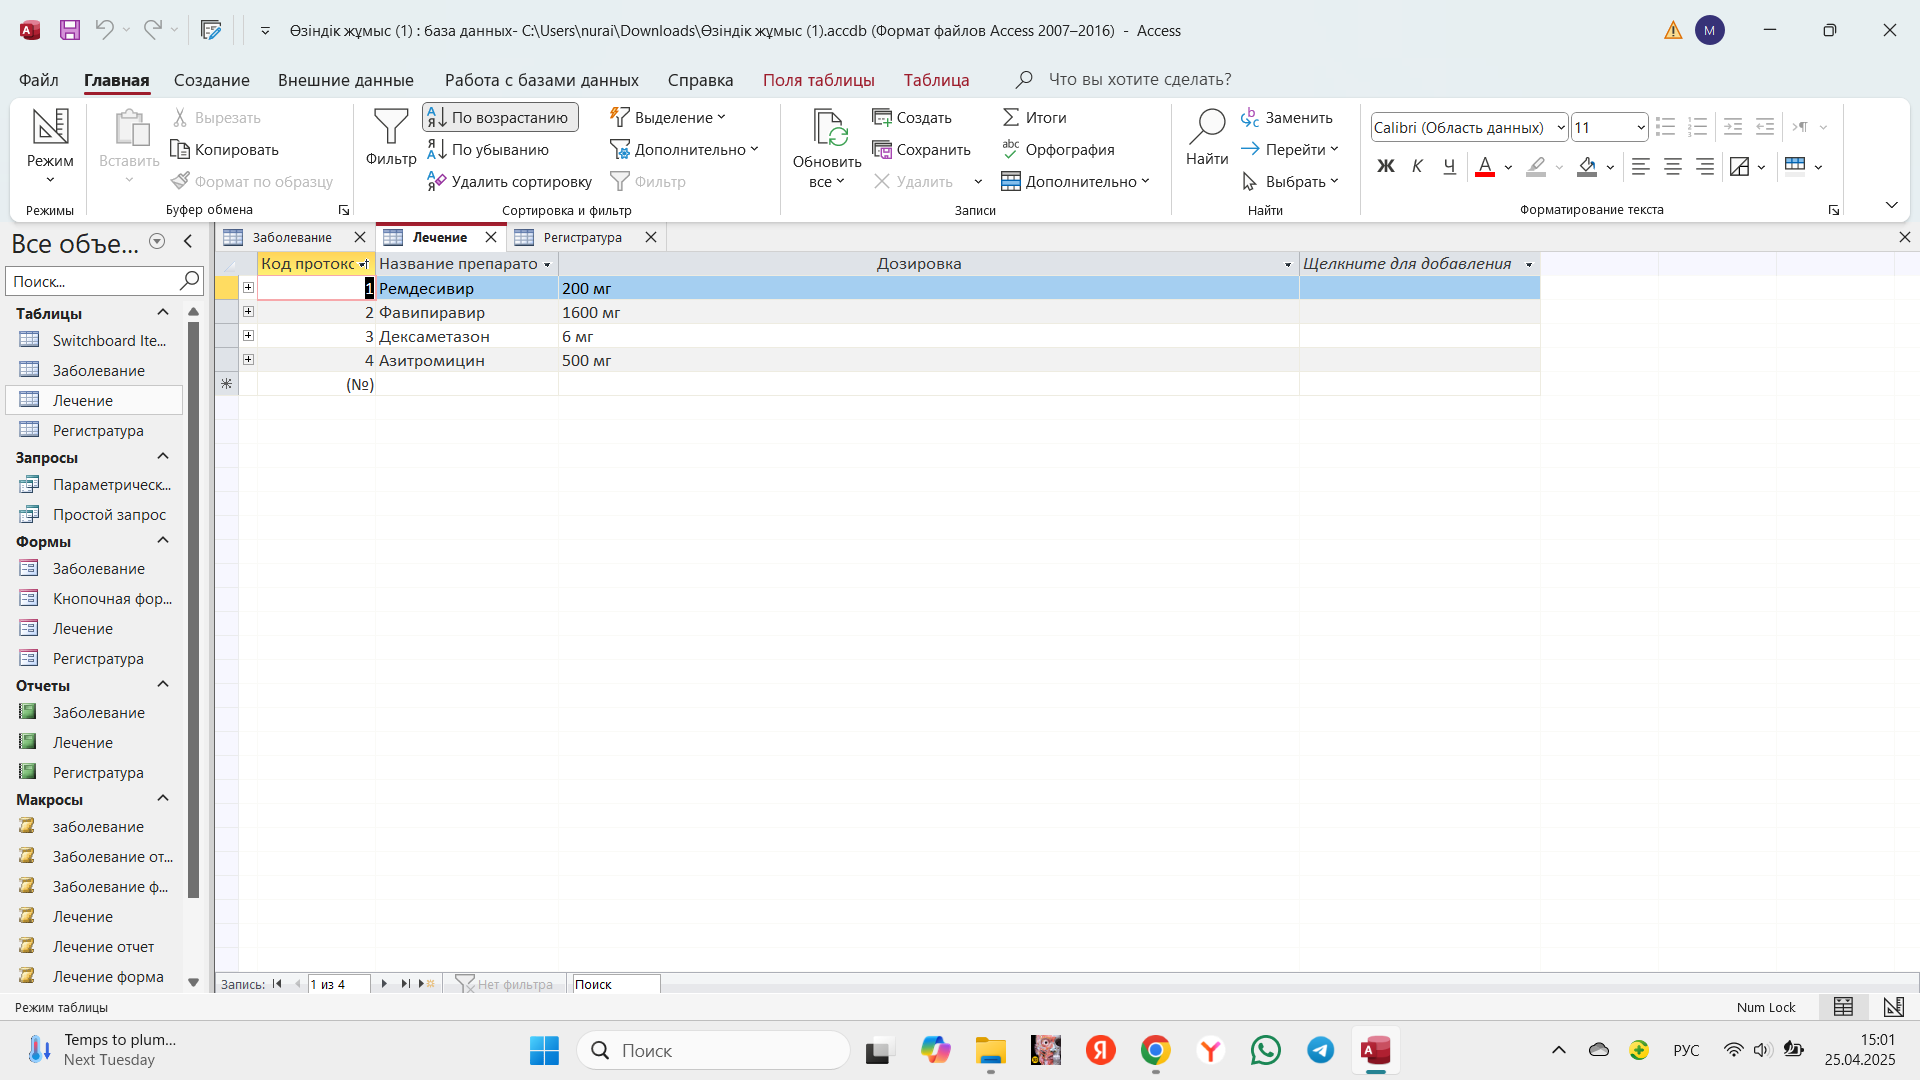 Өзіндік жұмыс (1) : база данных- C:\Users\nurai\Downloads\Өзіндік жұмыс (1).accdb (Формат файлов Access 2007–2016) - Access
M
Файл Главная Создание Внешние данные Работа с базами данных Справка Поля таблицы Таблица Что вы хотите сделать?
Режим
Режимы
Вставить
Вырезать
Копировать
Формат по образцу
Буфер обмена
Фильтр
По возрастанию
По убыванию
Удалить сортировку
Выделение
Дополнительно
Фильтр
Сортировка и фильтр
Обновить все
Создать
Сохранить
Удалить
Итоги
Орфография
Дополнительно
Записи
Найти
Заменить
Перейти
Выбрать
Найти
Calibri (Область данных) 11
Ж К Ч А
Форматирование текста
Все объе...
Поиск...
Таблицы
Switchboard Ite...
Заболевание
Лечение
Регистратура
Запросы
Параметрическ...
Простой запрос
Формы
Заболевание
Кнопочная фор...
Лечение
Регистратура
Отчеты
Заболевание
Лечение
Регистратура
Макросы
заболевание
Заболевание от...
Заболевание ф...
Лечение
Лечение отчет
Лечение форма
Заболевание Лечение Регистратура
Код протокс Название препарато Дозировка Щелкните для добавления
1 Ремдесивир 200 мг
2 Фавипиравир 1600 мг
3 Дексаметазон 6 мг
4 Азитромицин 500 мг
(№)
Запись: 1 из 4 Нет фильтра Поиск
Режим таблицы Num Lock
Temps to plum...
Next Tuesday
Поиск
РУС
15:01
25.04.2025